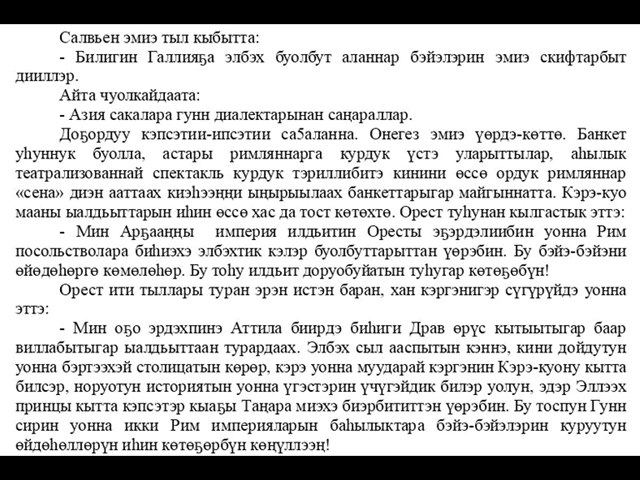 Салвьен эмиэ тыл кыбытта:
- Билигин Галлияҕа элбэх буолбут аланнар бэйэлэрин эмиэ скифтарбыт
дииллэр.
Айта чуолкайдаата:
- Азия сакалара гунн диалектарынан саҥараллар.
Доҕордуу кэпсэтии-ипсэтии са5аланна. Онегез эмиэ үөрдэ-көттө. Банкет
уһуннук буолла, астары римляннарга курдук үстэ уларыттылар, аһылык
театрализованнай спектакль курдук тэриллибитэ кинини өссө ордук римляннар
«сена» диэн ааттаах киэһээҥҥи ыҥырыылаах банкеттарыгар майгыннатта. Кэрэ-куо
мааны ыалдьыттарын иһин өссө хас да тост көтөхтө. Орест туһунан кылгастык эттэ:
- Мин Арҕааҥҥы империя илдьитин Оресты эҕэрдэлиибин уонна Рим
посольстволара биһиэхэ элбэхтик кэлэр буолбуттарыттан үөрэбин. Бу бэйэ-бэйэни
өйөдөһөргө көмөлөһөр. Бу тоһу илдьит доруобуйатын туһугар көтөҕөбүн!
Орест ити тыллары туран эрэн истэн баран, хан кэргэнигэр сүгүрүйдэ уонна
эттэ:
- Мин оҕо эрдэхпинэ Аттила биирдэ биһиги Драв өрүс кытыытыгар баар
виллабытыгар ыалдьыттаан турардаах. Элбэх сыл ааспытын кэннэ, кини дойдутун
уонна бэртээхэй столицатын көрөр, кэрэ уонна муударай кэргэнин Кэрэ-куону кытта
билсэр, норуотун историятын уонна үгэстэрин үчүгэйдик билэр уолун, эдэр Эллээх
принцы кытта кэпсэтэр кыаҕы Таҥара миэхэ биэрбититтэн үөрэбин. Бу тоспун Гунн
сирин уонна икки Рим империяларын баһылыктара бэйэ-бэйэлэрин куруутун
өйдөһөллөрүн иһин көтөҕөрбүн көҥүллээҥ!